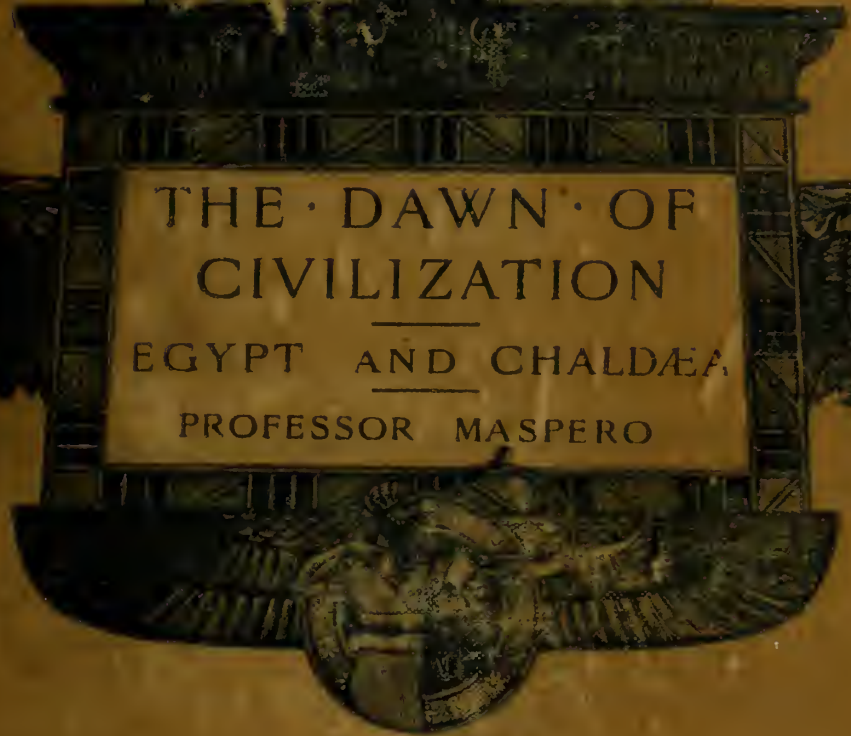 THE · DAWN · OF
CIVILIZATION
EGYPT AND CHALDÆA
PROFESSOR MASPERO